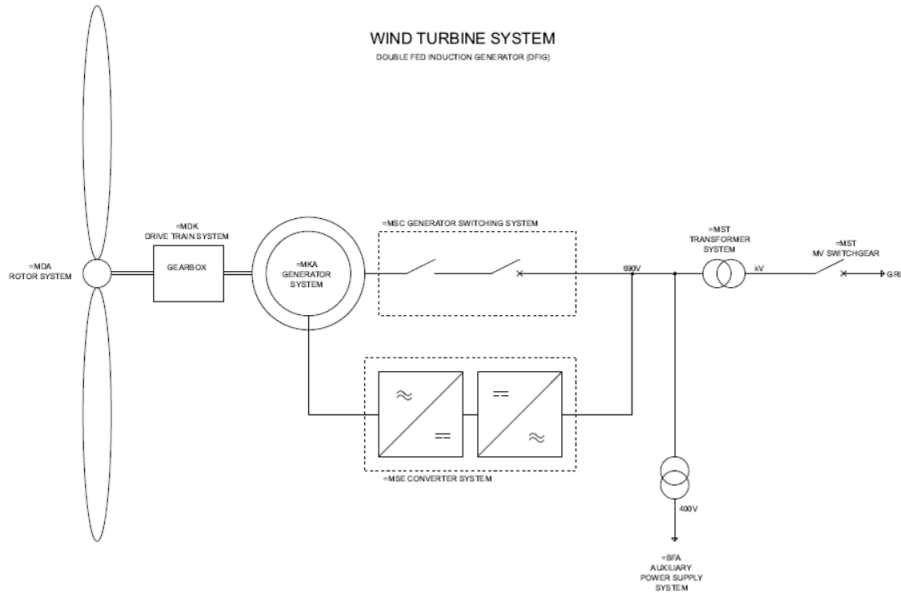 WIND TURBINE SYSTEM
DOUBLE FED INDUCTION GENERATOR (DFIG)
=MDA
ROTOR SYSTEM
=MDK
DRIVE TRAIN SYSTEM
GEARBOX
=MKA
GENERATOR
SYSTEM
=MSC GENERATOR SWITCHING SYSTEM
690V
=MST
TRANSFORMER
SYSTEM
kV
=MST
MV SWITCHGEAR
GRI
=MSE CONVERTER SYSTEM
400V
=BFA
AUXILIARY
POWER SUPPLY
SYSTEM